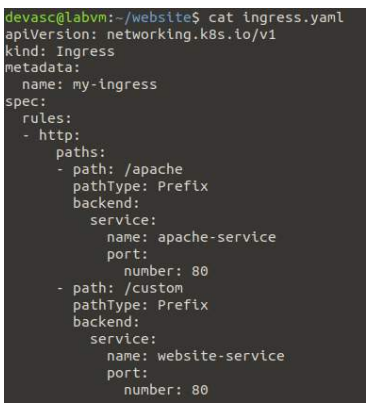 devasc@labvm:~/website$ cat ingress.yaml
apiVersion: networking.k8s.io/v1
kind: Ingress
metadata:
  name: my-ingress
spec:
  rules:
  - http:
      paths:
      - path: /apache
        pathType: Prefix
        backend:
          service:
            name: apache-service
            port:
              number: 80
      - path: /custom
        pathType: Prefix
        backend:
          service:
            name: website-service
            port:
              number: 80